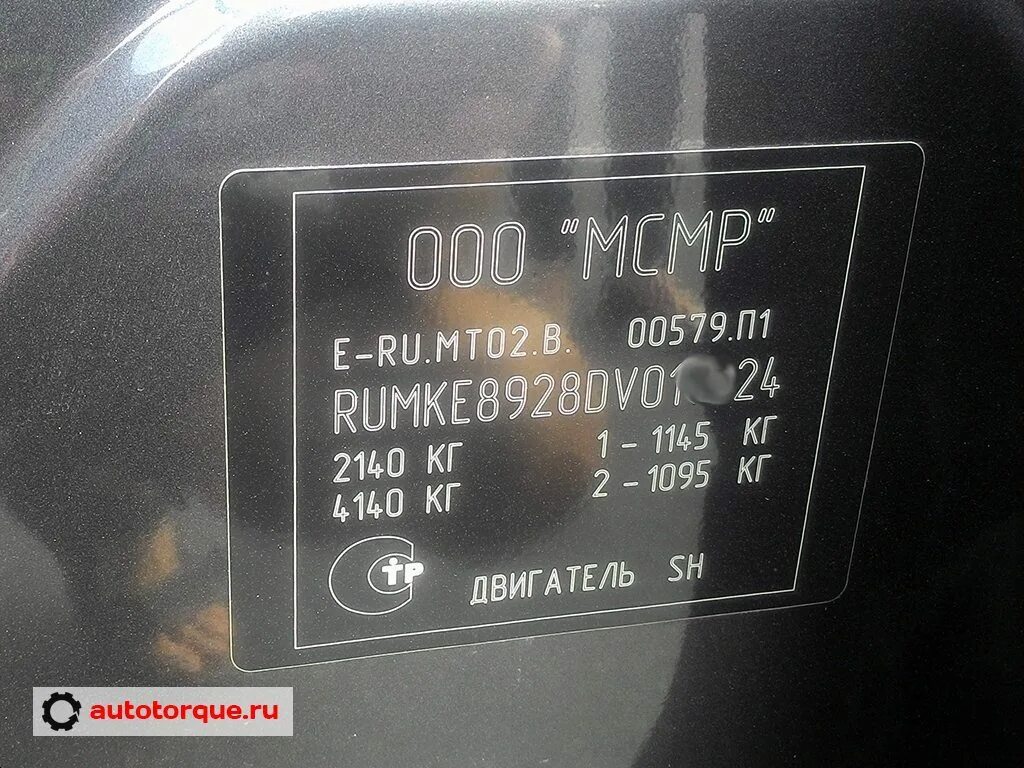 ООО "МСМР"
E-RU.MT02.B. 00579.П1
RUMKE8928DV01 24
2140 КГ 1 - 1145 КГ
4140 КГ 2 - 1095 КГ
СТР ДВИГАТЕЛЬ SH
autotorque.ru